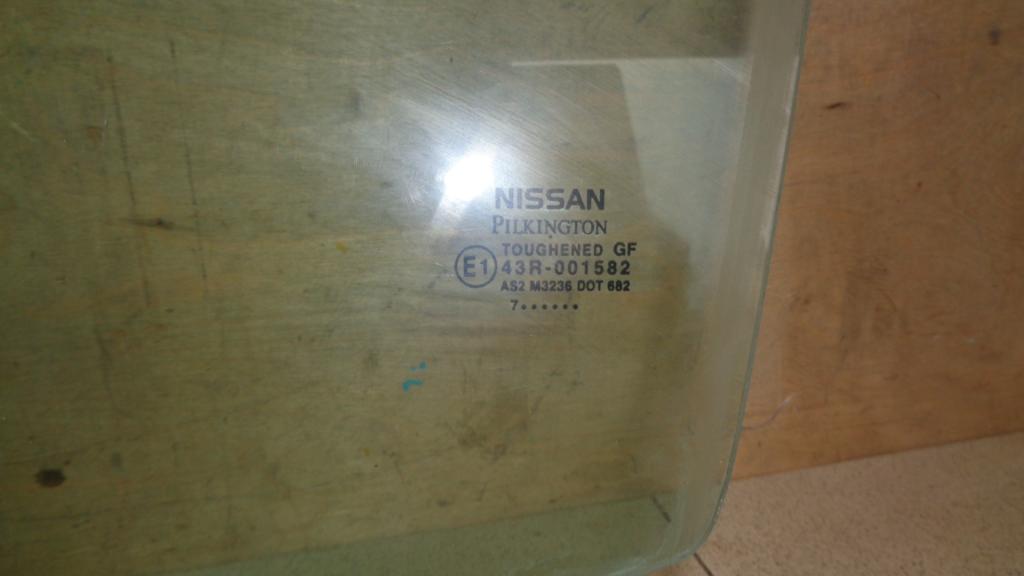 NISSAN
PILKINGTON
TOUGHENED GF
E1 43R-001582
AS2 M3236 DOT 682
7••••••